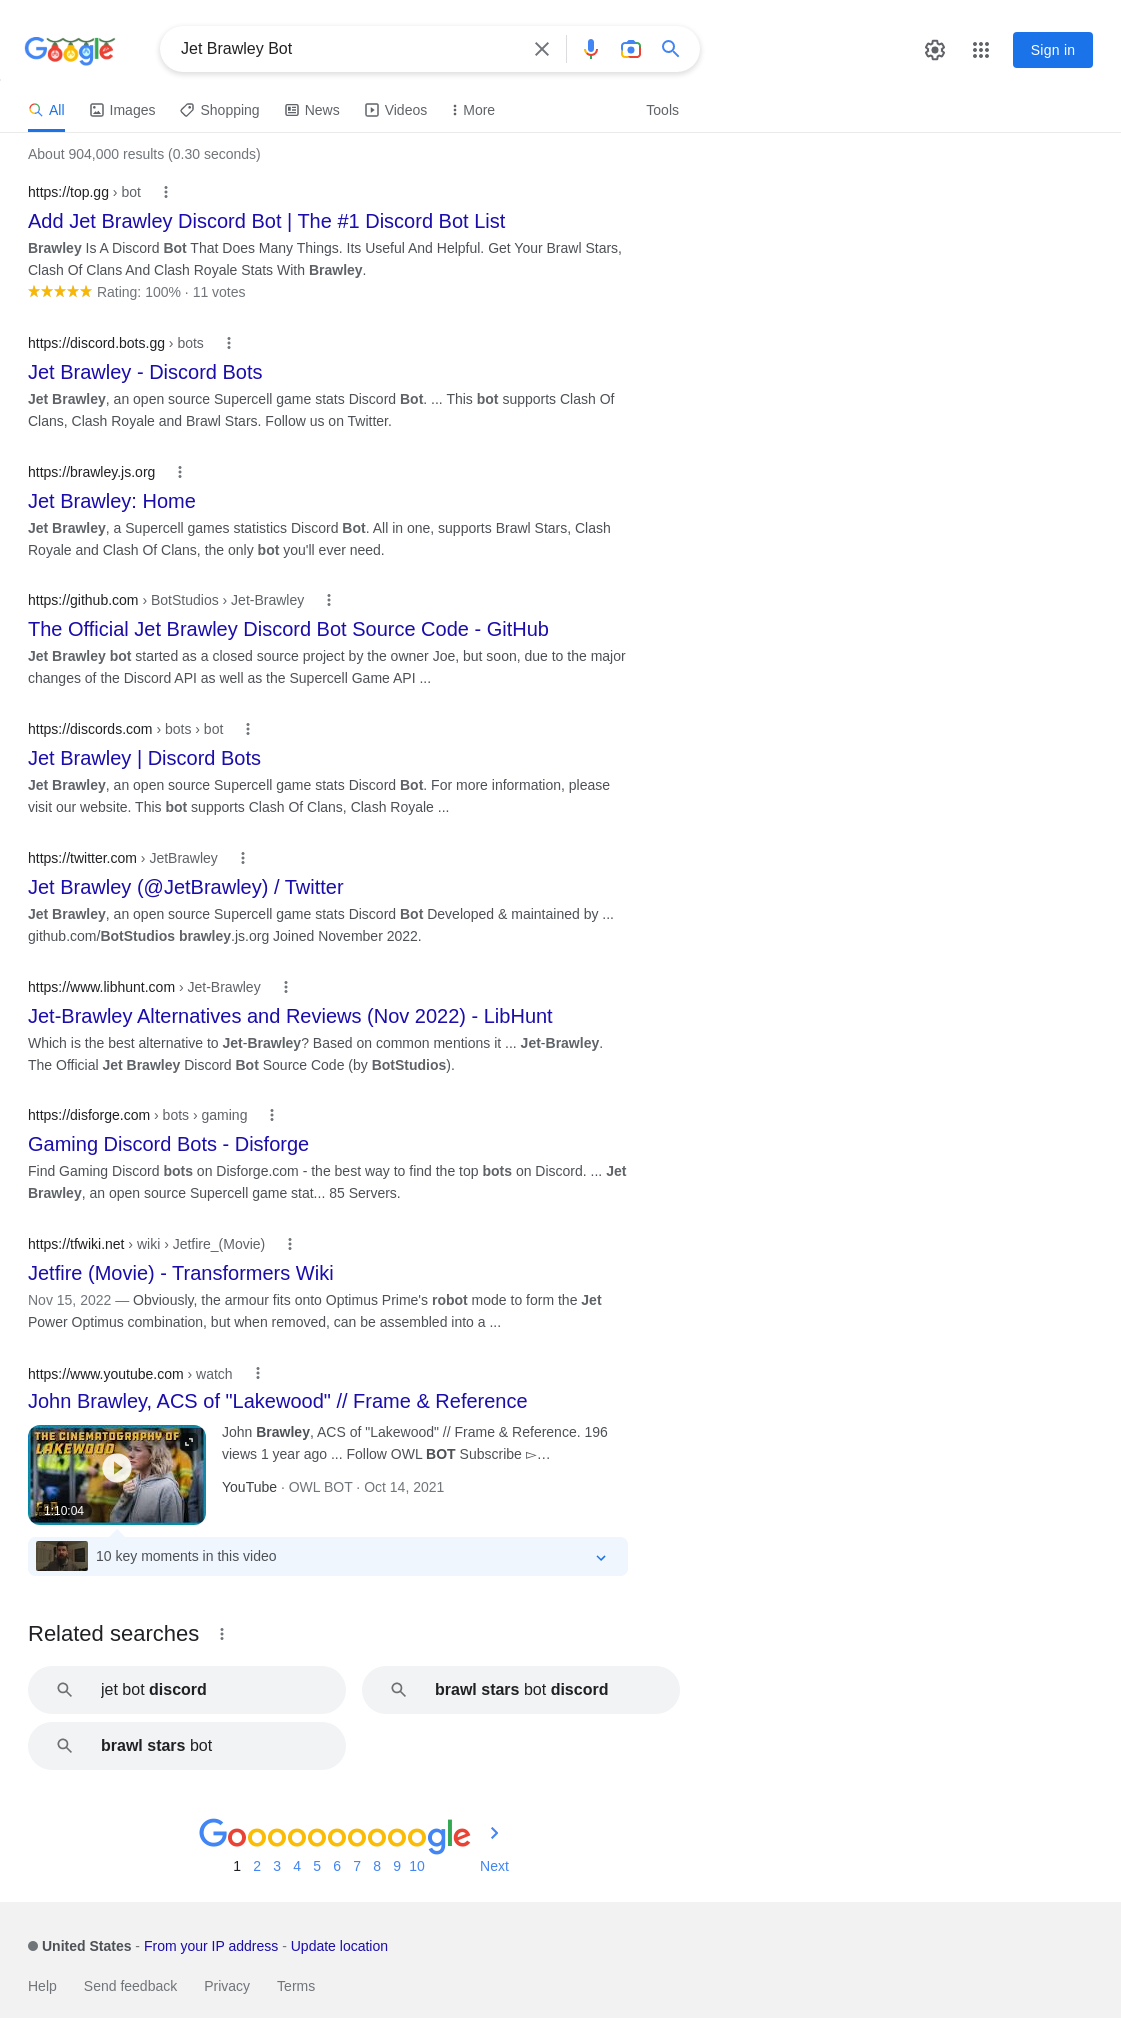 Google
Jet Brawley Bot
Sign in
All
Images
Shopping
News
Videos
More
Tools
About 904,000 results (0.30 seconds)
https://top.gg › bot
Add Jet Brawley Discord Bot | The #1 Discord Bot List
Brawley Is A Discord Bot That Does Many Things. Its Useful And Helpful. Get Your Brawl Stars,
Clash Of Clans And Clash Royale Stats With Brawley.
Rating: 100% · 11 votes
https://discord.bots.gg › bots
Jet Brawley - Discord Bots
Jet Brawley, an open source Supercell game stats Discord Bot. ... This bot supports Clash Of
Clans, Clash Royale and Brawl Stars. Follow us on Twitter.
https://brawley.js.org
Jet Brawley: Home
Jet Brawley, a Supercell games statistics Discord Bot. All in one, supports Brawl Stars, Clash
Royale and Clash Of Clans, the only bot you'll ever need.
https://github.com › BotStudios › Jet-Brawley
The Official Jet Brawley Discord Bot Source Code - GitHub
Jet Brawley bot started as a closed source project by the owner Joe, but soon, due to the major
changes of the Discord API as well as the Supercell Game API ...
https://discords.com › bots › bot
Jet Brawley | Discord Bots
Jet Brawley, an open source Supercell game stats Discord Bot. For more information, please
visit our website. This bot supports Clash Of Clans, Clash Royale ...
https://twitter.com › JetBrawley
Jet Brawley (@JetBrawley) / Twitter
Jet Brawley, an open source Supercell game stats Discord Bot Developed & maintained by ...
github.com/BotStudios brawley.js.org Joined November 2022.
https://www.libhunt.com › Jet-Brawley
Jet-Brawley Alternatives and Reviews (Nov 2022) - LibHunt
Which is the best alternative to Jet-Brawley? Based on common mentions it ... Jet-Brawley.
The Official Jet Brawley Discord Bot Source Code (by BotStudios).
https://disforge.com › bots › gaming
Gaming Discord Bots - Disforge
Find Gaming Discord bots on Disforge.com - the best way to find the top bots on Discord. ... Jet
Brawley, an open source Supercell game stat... 85 Servers.
https://tfwiki.net › wiki › Jetfire_(Movie)
Jetfire (Movie) - Transformers Wiki
Nov 15, 2022 — Obviously, the armour fits onto Optimus Prime's robot mode to form the Jet
Power Optimus combination, but when removed, can be assembled into a ...
https://www.youtube.com › watch
John Brawley, ACS of "Lakewood" // Frame & Reference
THE CINEMATOGRAPHY OF
LAKEWOOD
1:10:04
John Brawley, ACS of "Lakewood" // Frame & Reference. 196
views 1 year ago ... Follow OWL BOT Subscribe ▻…
YouTube · OWL BOT · Oct 14, 2021
10 key moments in this video
Related searches
jet bot discord
brawl stars bot discord
brawl stars bot
Goooooooooogle
1 2 3 4 5 6 7 8 9 10 Next
United States - From your IP address - Update location
Help Send feedback Privacy Terms